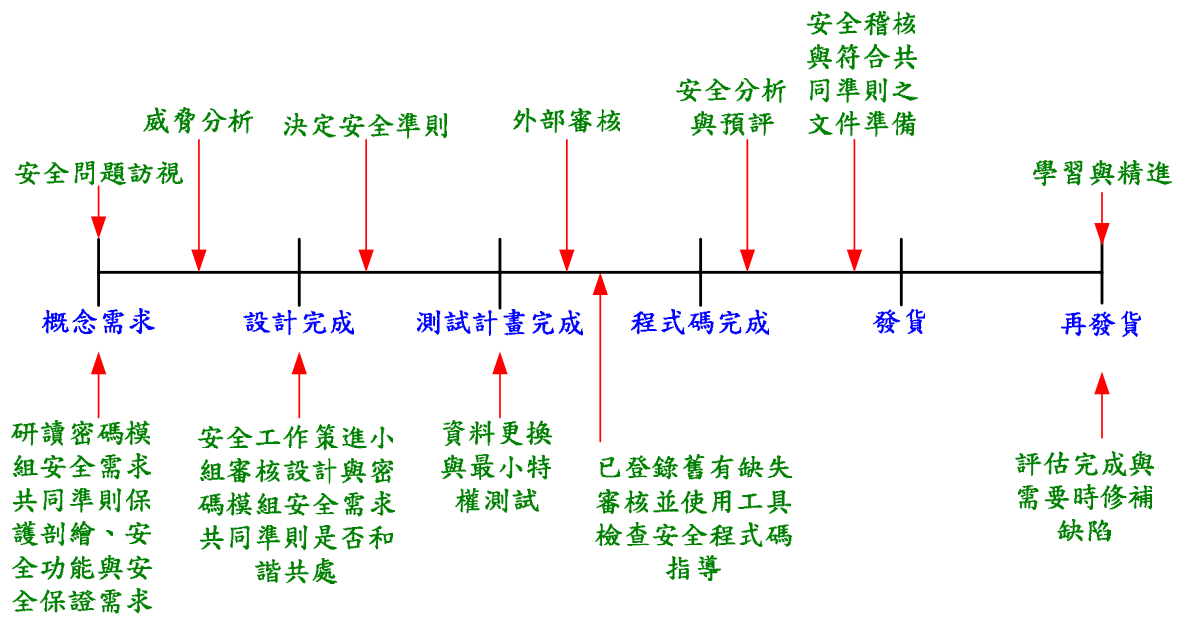 安全稽核
與符合共
同準則之
文件準備
安全分析
與預評
威脅分析
決定安全準則
外部審核
安全問題訪視
學習與精進
概念需求
設計完成
測試計畫完成
程式碼完成
發貨
再發貨
研讀密碼模
組安全需求
共同準則保
護剖繪、安
全功能與安
全保證需求
安全工作策進小
組審核設計與密
碼模組安全需求
共同準則是否和
諧共處
資料更換
與最小特
權測試
已登錄舊有缺失
審核並使用工具
檢查安全程式碼
指導
評估完成與
需要時修補
缺陷